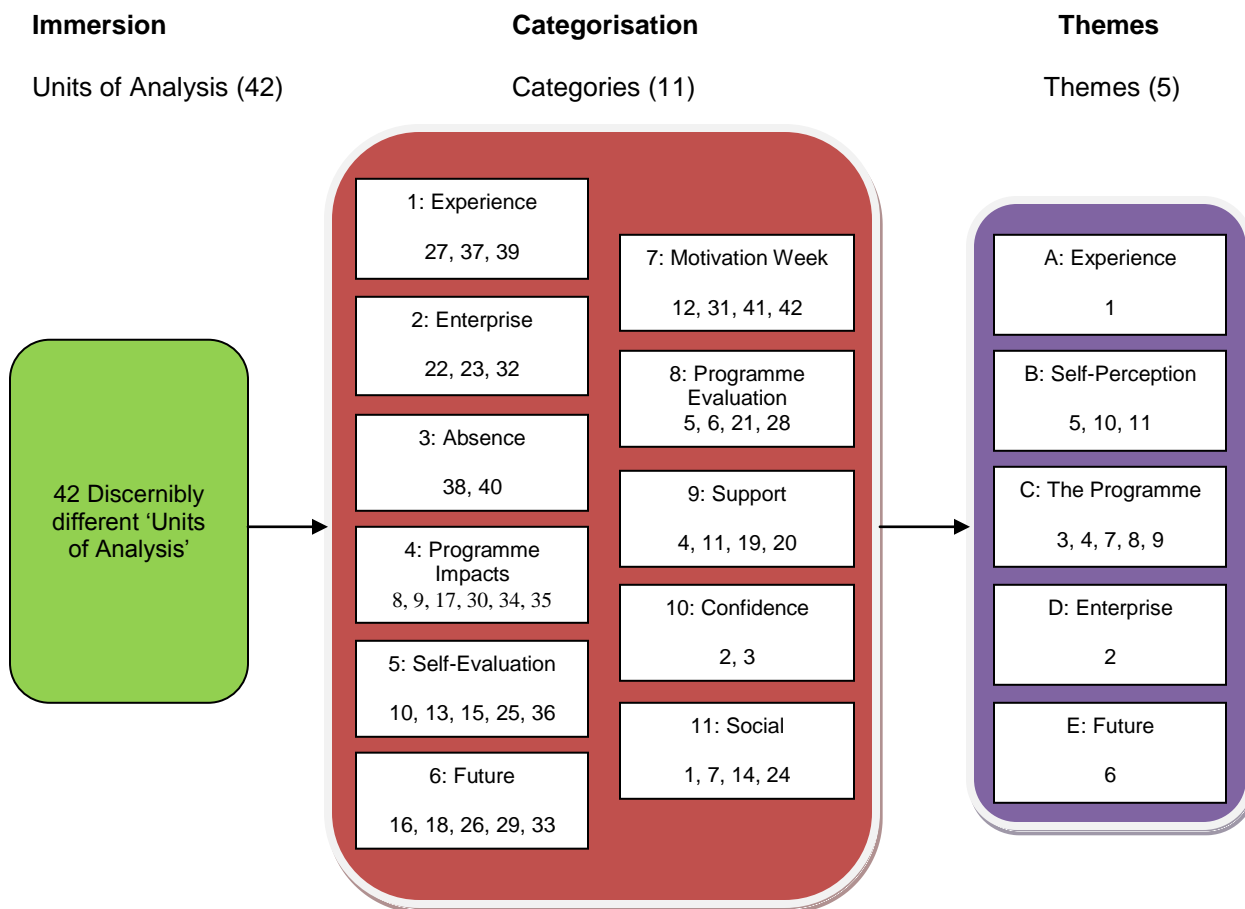 Immersion
Units of Analysis (42)
42 Discernibly
different ‘Units
of Analysis’
Categorisation
Categories (11)
1: Experience
27, 37, 39
2: Enterprise
22, 23, 32
3: Absence
38, 40
4: Programme
Impacts
8, 9, 17, 30, 34, 35
5: Self-Evaluation
10, 13, 15, 25, 36
6: Future
16, 18, 26, 29, 33
7: Motivation Week
12, 31, 41, 42
8: Programme
Evaluation
5, 6, 21, 28
9: Support
4, 11, 19, 20
10: Confidence
2, 3
11: Social
1, 7, 14, 24
Themes
Themes (5)
A: Experience
1
B: Self-Perception
5, 10, 11
C: The Programme
3, 4, 7, 8, 9
D: Enterprise
2
E: Future
6